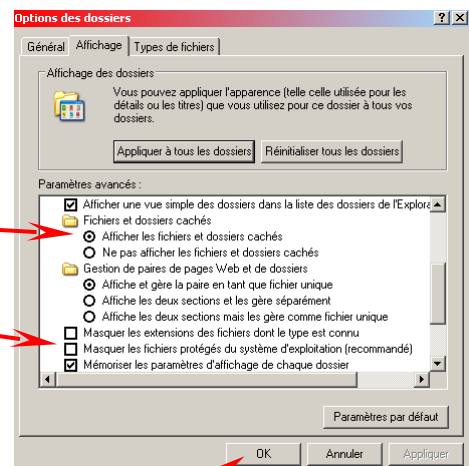 Options des dossiers
Général Affichage Types de fichiers
Affichage des dossiers
Vous pouvez appliquer l'apparence (telle celle utilisée pour les
détails ou les titres) que vous utilisez pour ce dossier à tous vos
dossiers.
Appliquer à tous les dossiers Réinitialiser tous les dossiers
Paramètres avancés :
Afficher une vue simple des dossiers dans la liste des dossiers de l'Explora
Fichiers et dossiers cachés
Afficher les fichiers et dossiers cachés
Ne pas afficher les fichiers et dossiers cachés
Gestion de paires de pages Web et de dossiers
Affiche et gère la paire en tant que fichier unique
Affiche les deux sections et les gère séparément
Affiche les deux sections mais les gère comme fichier unique
Masquer les extensions des fichiers dont le type est connu
Masquer les fichiers protégés du système d'exploitation (recommandé)
Mémoriser les paramètres d'affichage de chaque dossier
Paramètres par défaut
OK Annuler Appliquer